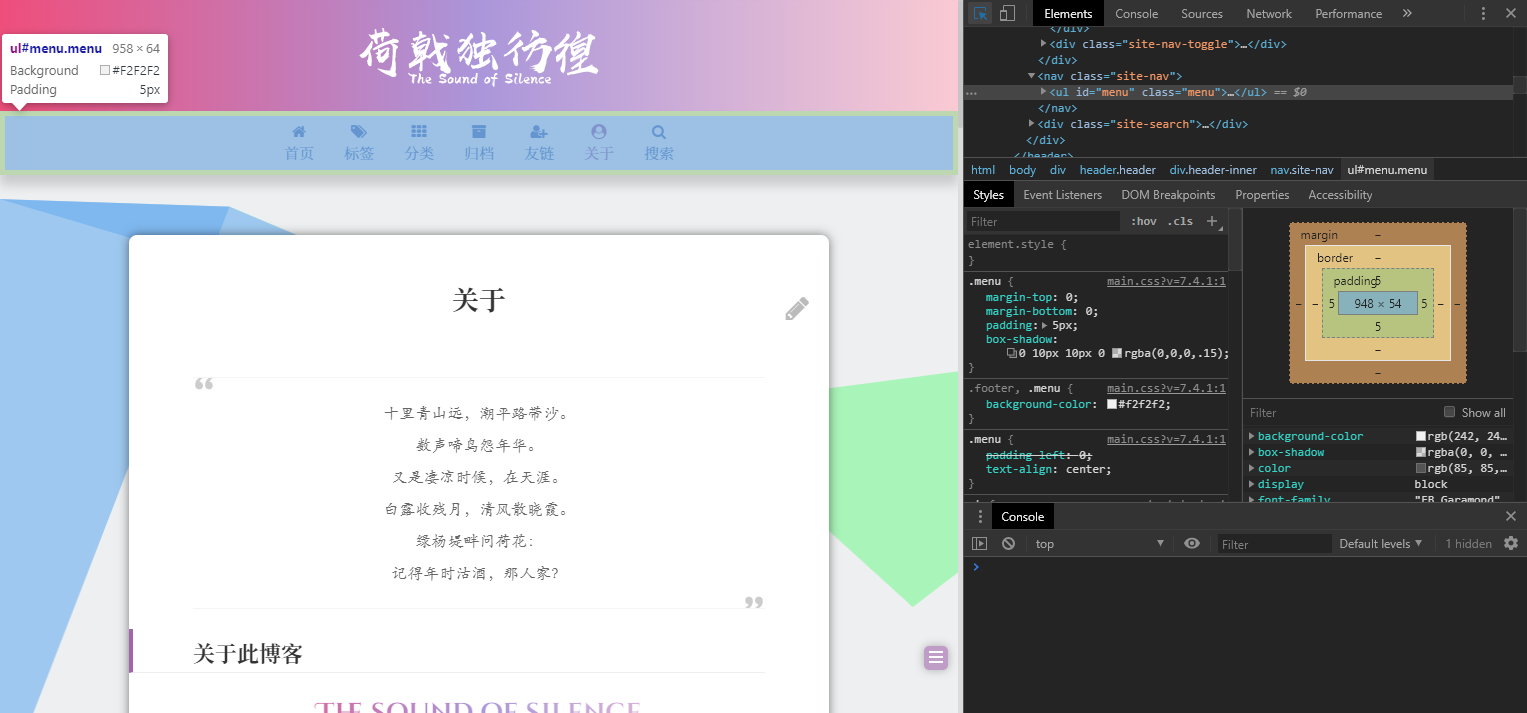 荷戟独彷徨
The Sound of Silence
ul#menu.menu 958 × 64
Background #F2F2F2
Padding 5px
首页 标签 分类 归档 友链 关于 搜索
关于
“
十里青山远，潮平路带沙。
数声啼鸟怨年华。
又是凄凉时候，在天涯。
白露收残月，清风散晓霞。
绿杨堤畔问荷花：
记得年时沽酒，那人家？
”
关于此博客
THE SOUND OF SILENCE
Elements Console Sources Network Performance »
</div>
<div class="site-nav-toggle">…</div>
</div>
<nav class="site-nav">
… <ul id="menu" class="menu">…</ul> == $0
</nav>
<div class="site-search">…</div>
</div>
</header>
html body div header.header div.header-inner nav.site-nav ul#menu.menu
Styles Event Listeners DOM Breakpoints Properties Accessibility
Filter :hov .cls +
element.style {
}
.menu { main.css?v=7.4.1:1
margin-top: 0;
margin-bottom: 0;
padding: 5px;
box-shadow:
0 10px 10px 0 rgba(0,0,0,.15);
}
.footer, .menu { main.css?v=7.4.1:1
background-color: #f2f2f2;
}
.menu { main.css?v=7.4.1:1
padding-left: 0;
text-align: center;
}
margin –
border –
padding 5
– – 5 948 × 54 5 – –
5
–
–
Filter Show all
background-color rgb(242, 24…
box-shadow rgba(0, 0, …
color rgb(85, 85,…
display block
font-family "EB Garamond"
Console
top Filter Default levels 1 hidden